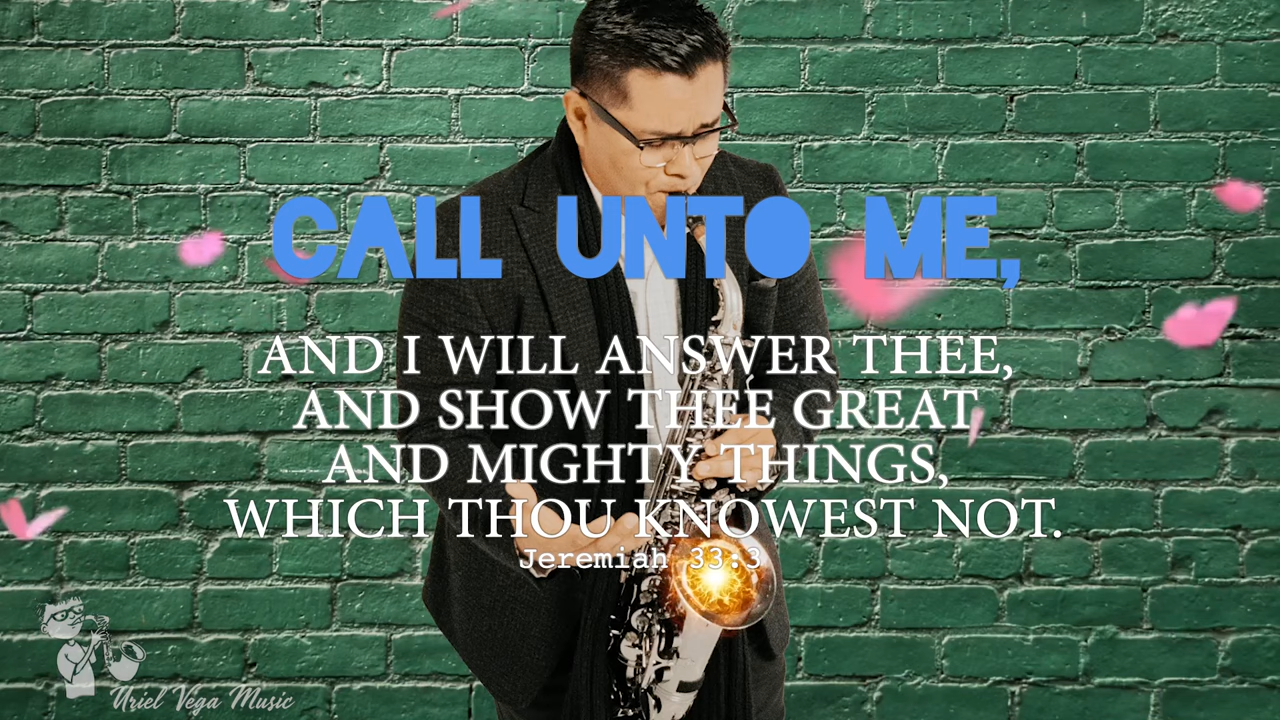 CALL UNTO ME,
AND I WILL ANSWER THEE,
AND SHOW THEE GREAT
AND MIGHTY THINGS,
WHICH THOU KNOWEST NOT.
Jeremiah 33:3
Uriel Vega Music